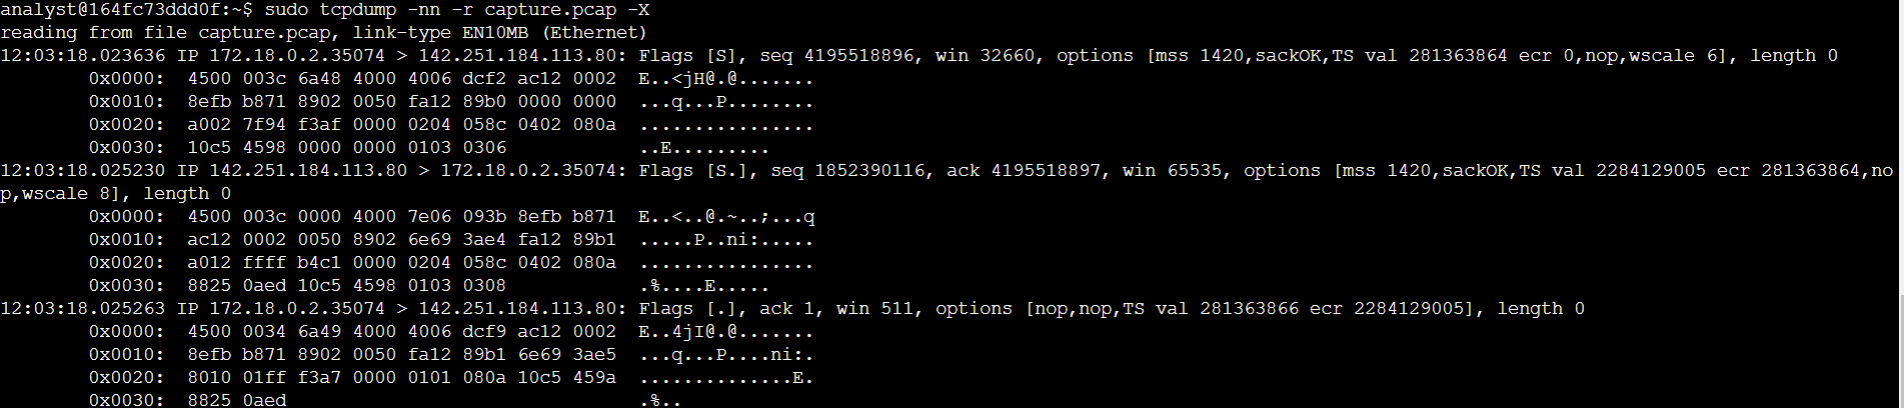 analyst@164fc73ddd0f:~$ sudo tcpdump -nn -r capture.pcap -X
reading from file capture.pcap, link-type EN10MB (Ethernet)
12:03:18.023636 IP 172.18.0.2.35074 > 142.251.184.113.80: Flags [S], seq 4195518896, win 32660, options [mss 1420,sackOK,TS val 281363864 ecr 0,nop,wscale 6], length 0
        0x0000:  4500 003c 6a48 4000 4006 dcf2 ac12 0002  E..<jH@.@.......
        0x0010:  8efb b871 8902 0050 fa12 89b0 0000 0000  ...q...P........
        0x0020:  a002 7f94 f3af 0000 0204 058c 0402 080a  ................
        0x0030:  10c5 4598 0000 0000 0103 0306            ..E.........
12:03:18.025230 IP 142.251.184.113.80 > 172.18.0.2.35074: Flags [S.], seq 1852390116, ack 4195518897, win 65535, options [mss 1420,sackOK,TS val 2284129005 ecr 281363864,no
p,wscale 8], length 0
        0x0000:  4500 003c 0000 4000 7e06 093b 8efb b871  E..<..@.~..;...q
        0x0010:  ac12 0002 0050 8902 6e69 3ae4 fa12 89b1  .....P..ni:.....
        0x0020:  a012 ffff b4c1 0000 0204 058c 0402 080a  ................
        0x0030:  8825 0aed 10c5 4598 0103 0308            .%....E.....
12:03:18.025263 IP 172.18.0.2.35074 > 142.251.184.113.80: Flags [.], ack 1, win 511, options [nop,nop,TS val 281363866 ecr 2284129005], length 0
        0x0000:  4500 0034 6a49 4000 4006 dcf9 ac12 0002  E..4jI@.@.......
        0x0010:  8efb b871 8902 0050 fa12 89b1 6e69 3ae5  ...q...P....ni:.
        0x0020:  8010 01ff f3a7 0000 0101 080a 10c5 459a  ..............E.
        0x0030:  8825 0aed                                .%..